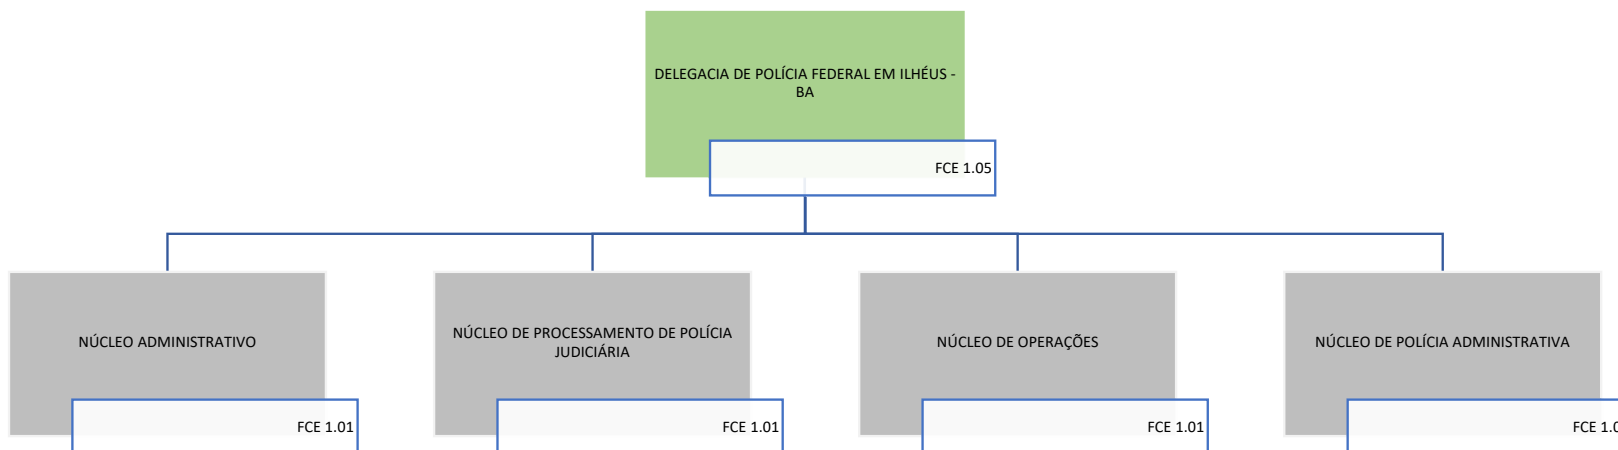 DELEGACIA DE POLÍCIA FEDERAL EM ILHÉUS -
BA
FCE 1.05
NÚCLEO ADMINISTRATIVO
FCE 1.01
NÚCLEO DE PROCESSAMENTO DE POLÍCIA
JUDICIÁRIA
FCE 1.01
NÚCLEO DE OPERAÇÕES
FCE 1.01
NÚCLEO DE POLÍCIA ADMINISTRATIVA
FCE